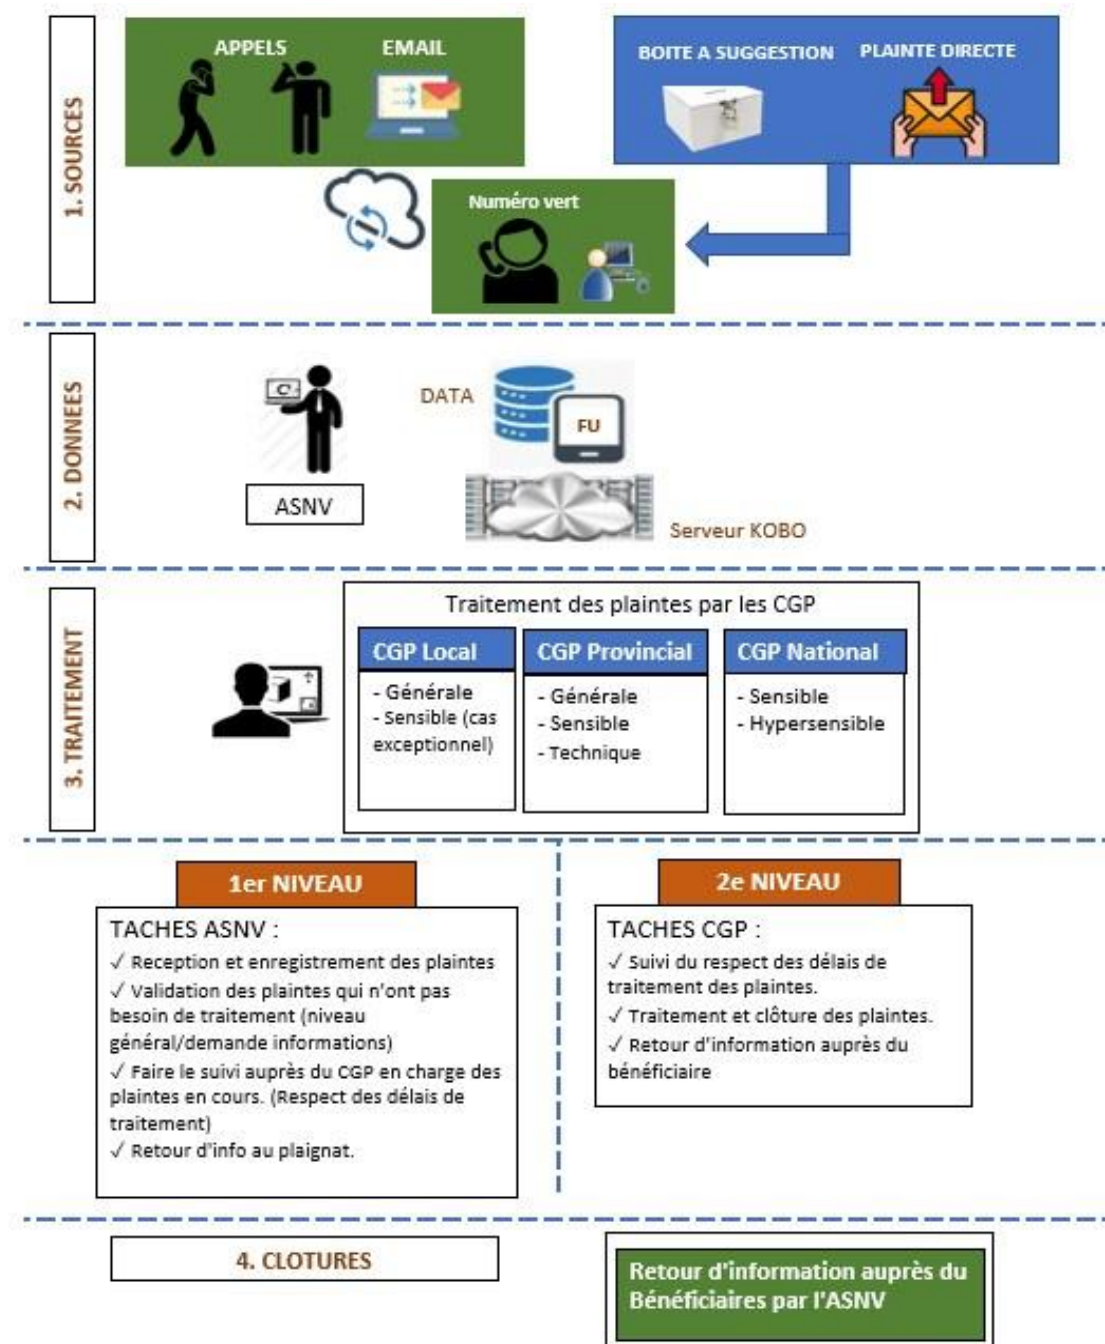 1. SOURCES
APPELS
EMAIL
BOITE A SUGGESTION
PLAINTE DIRECTE
Numéro vert
2. DONNEES
ASNV
DATA
FU
Serveur KOBO
3. TRAITEMENT
Traitement des plaintes par les CGP
CGP Local
- Générale
- Sensible (cas
exceptionnel)
CGP Provincial
- Générale
- Sensible
- Technique
CGP National
- Sensible
- Hypersensible
1er NIVEAU
TACHES ASNV :
✓ Reception et enregistrement des plaintes
✓ Validation des plaintes qui n'ont pas
besoin de traitement (niveau
général/demande informations)
✓ Faire le suivi auprès du CGP en charge des
plaintes en cours. (Respect des délais de
traitement)
✓ Retour d'info au plaignat.
2e NIVEAU
TACHES CGP :
✓ Suivi du respect des délais de
traitement des plaintes.
✓ Traitement et clôture des plaintes.
✓ Retour d'information auprès du
bénéficiaire
4. CLOTURES
Retour d'information auprès du
Bénéficiaires par l'ASNV